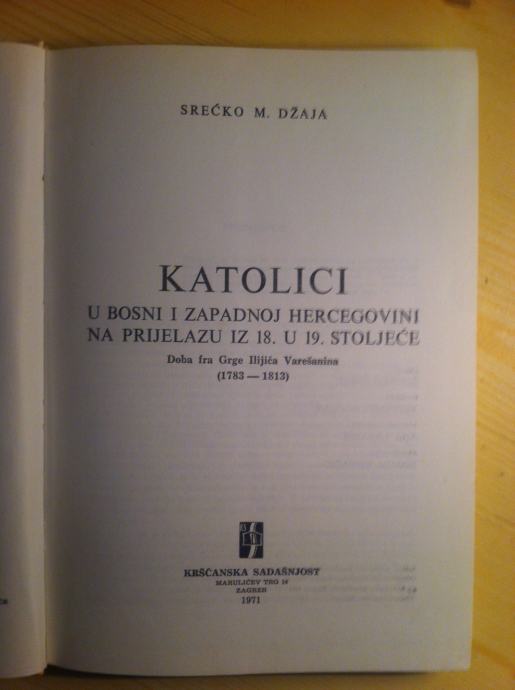 SREĆKO M. DŽAJA
KATOLICI
U BOSNI I ZAPADNOJ HERCEGOVINI
NA PRIJELAZU IZ 18. U 19. STOLJEĆE
Doba fra Grge Ilijića Varešanina
(1783 — 1813)
KRŠĆANSKA SADAŠNJOST
MARULIĆEV TRG 14
ZAGREB
1971